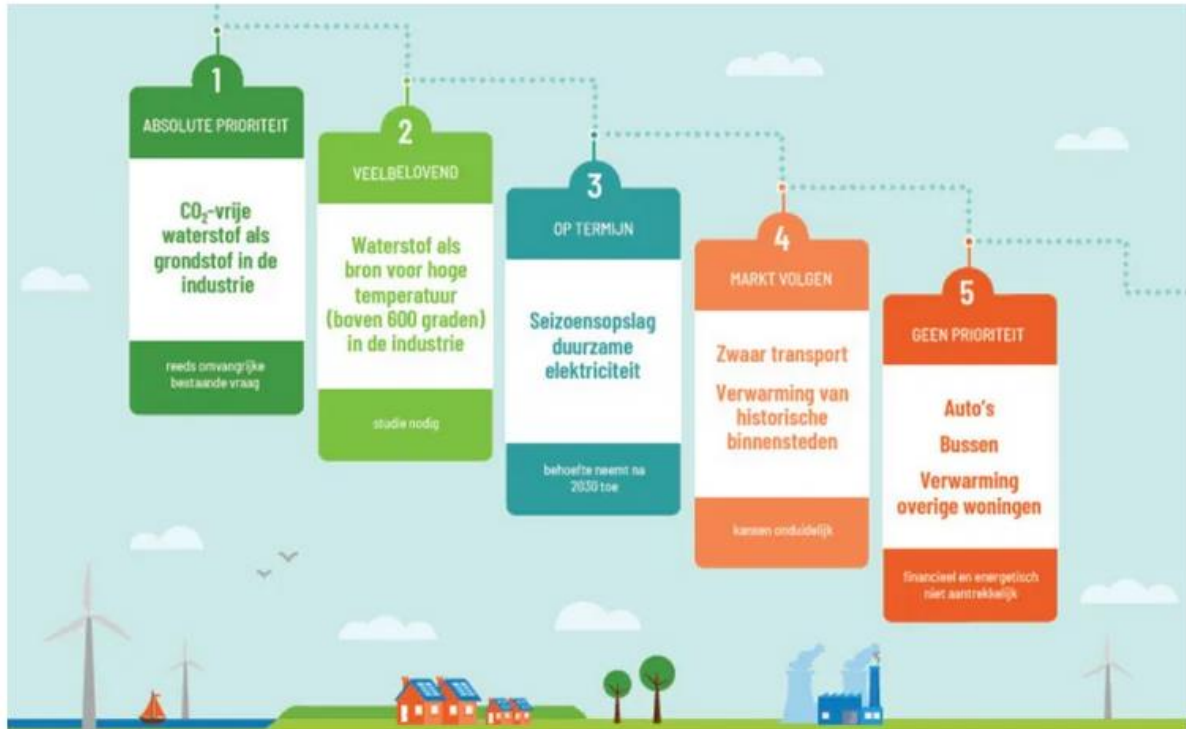 1
ABSOLUTE PRIORITEIT
CO₂-vrije
waterstof als
grondstof in de
industrie
reeds omvangrijke
bestaande vraag
2
VEELBELOVEND
Waterstof als
bron voor hoge
temperatuur
(boven 600 graden)
in de industrie
studie nodig
3
OP TERMIJN
Seizoensopslag
duurzame
elektriciteit
behoefte neemt na
2030 toe
4
MARKT VOLGEN
Zwaar transport
Verwarming van
historische
binnensteden
kansen onduidelijk
5
GEEN PRIORITEIT
Auto's
Bussen
Verwarming
overige woningen
financieel en energetisch
niet aantrekkelijk